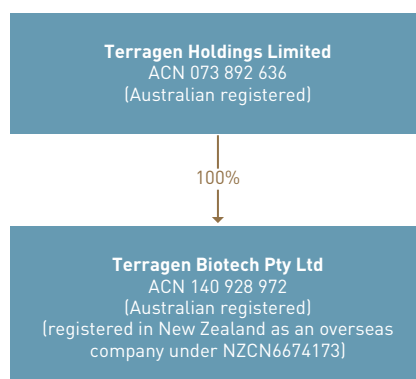 Terragen Holdings Limited
ACN 073 892 636
(Australian registered)
100%
Terragen Biotech Pty Ltd
ACN 140 928 972
(Australian registered)
(registered in New Zealand as an overseas
company under NZCN6674173)